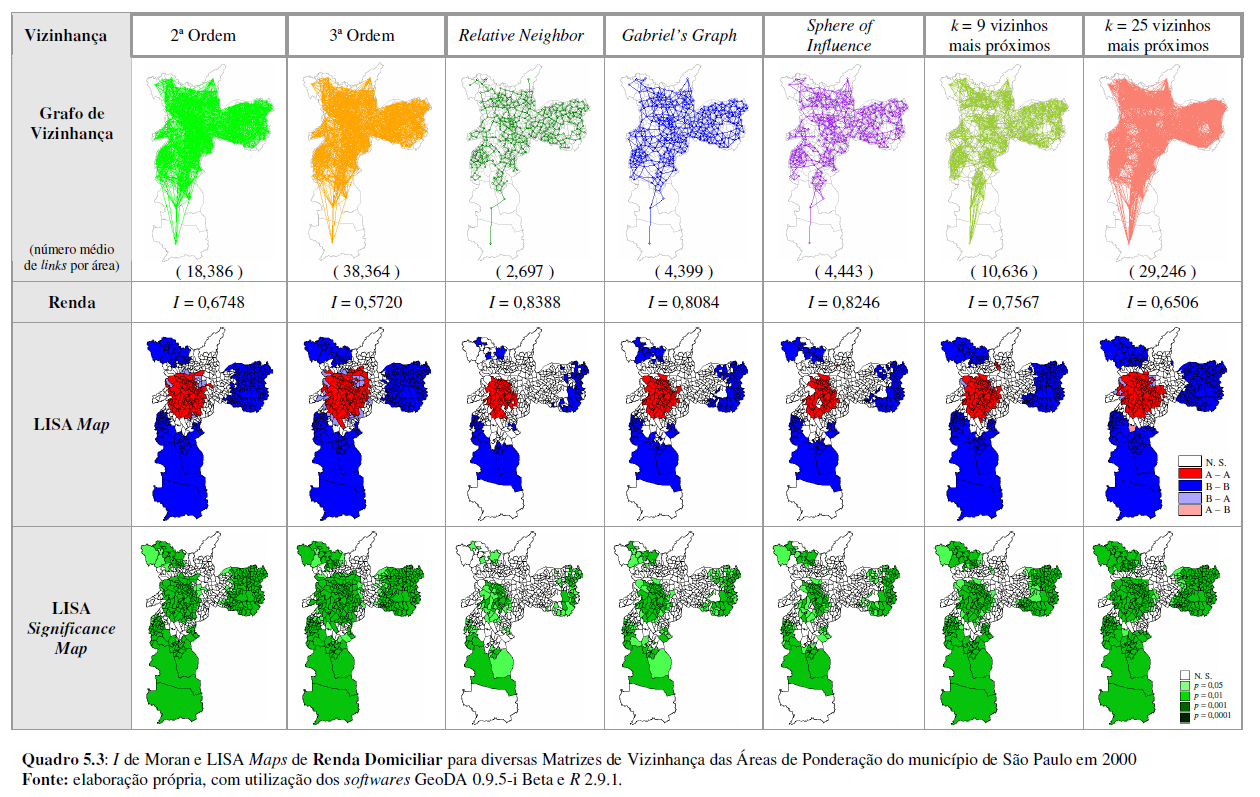 Vizinhança
2ª Ordem
3ª Ordem
Relative Neighbor
Gabriel's Graph
Sphere of
Influence
k = 9 vizinhos
mais próximos
k = 25 vizinhos
mais próximos
Grafo de
Vizinhança
(número médio
de links por área)
( 18,386 )
( 38,364 )
( 2,697 )
( 4,399 )
( 4,443 )
( 10,636 )
( 29,246 )
Renda
I = 0,6748
I = 0,5720
I = 0,8388
I = 0,8084
I = 0,8246
I = 0,7567
I = 0,6506
LISA Map
N. S.
A – A
B – B
B – A
A – B
LISA
Significance
Map
N. S.
p = 0,05
p = 0,01
p = 0,001
p = 0,0001
Quadro 5.3: I de Moran e LISA Maps de Renda Domiciliar para diversas Matrizes de Vizinhança das Áreas de Ponderação do município de São Paulo em 2000
Fonte: elaboração própria, com utilização dos softwares GeoDA 0.9.5-i Beta e R 2.9.1.